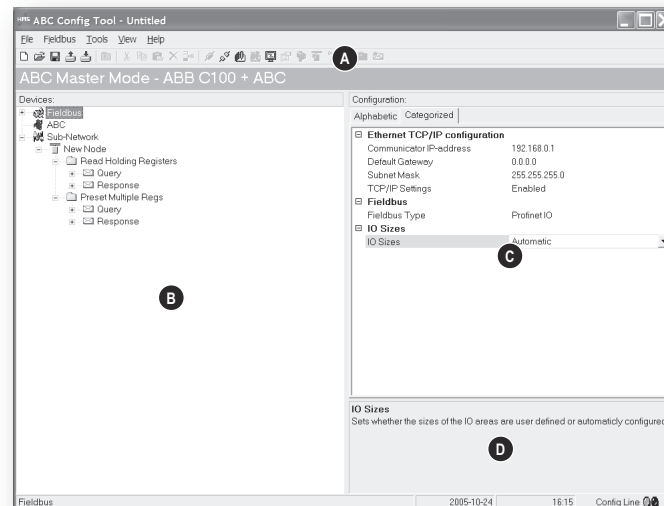 HMS ABC Config Tool - Untitled
File Fieldbus Tools View Help
A
ABC Master Mode - ABB C100 + ABC
Devices:
Fieldbus
ABC
Sub-Network
New Node
Read Holding Registers
Query
Response
Preset Multiple Regs
Query
Response
B
Configuration:
Alphabetic Categorized
Ethernet TCP/IP configuration
Communicator IP-address 192.168.0.1
Default Gateway 0.0.0.0
Subnet Mask 255.255.255.0
TCP/IP Settings Enabled
Fieldbus
Fieldbus Type Profinet IO
IO Sizes
IO Sizes Automatic
C
IO Sizes
Sets whether the sizes of the IO areas are user defined or automaticly configured
D
Fieldbus 2005-10-24 16:15 Config Line